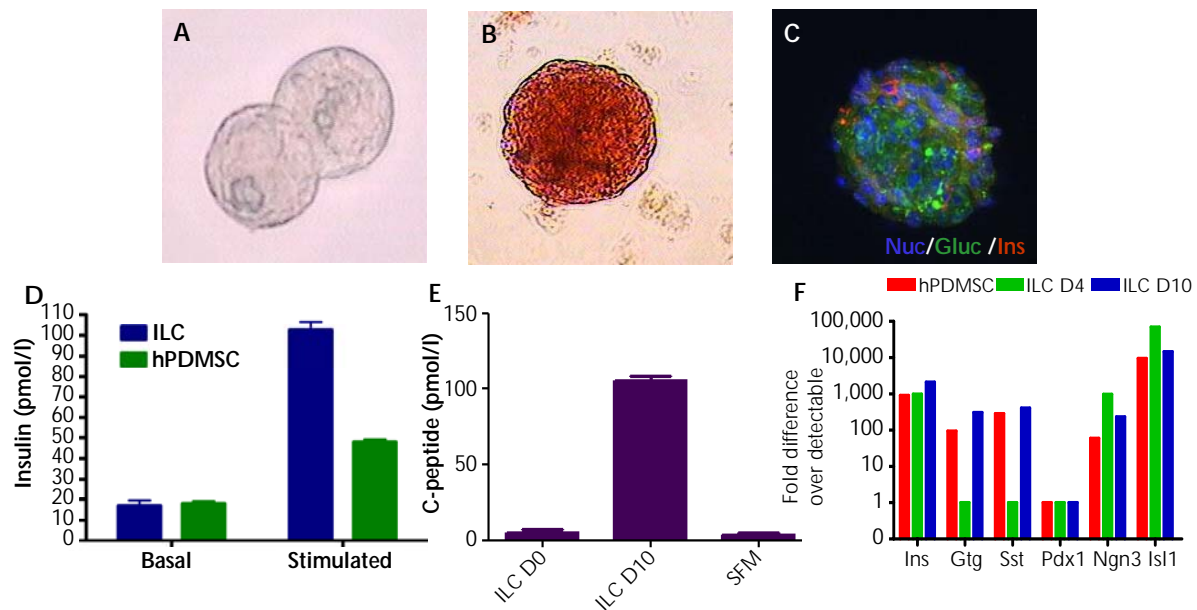 A
B
C
Nuc/Gluc/Ins
D
110
100
90
80
70
60
50
40
30
20
10
0
Insulin (pmol/l)
ILC
hPDMSC
Basal
Stimulated
E
150
100
50
0
C-peptide (pmol/l)
ILC D0
ILC D10
SFM
hPDMSC
ILC D4
ILC D10
F
100,000
10,000
1,000
100
10
1
0
Fold difference
over detectable
Ins Gtg Sst Pdx1 Ngn3 Isl1